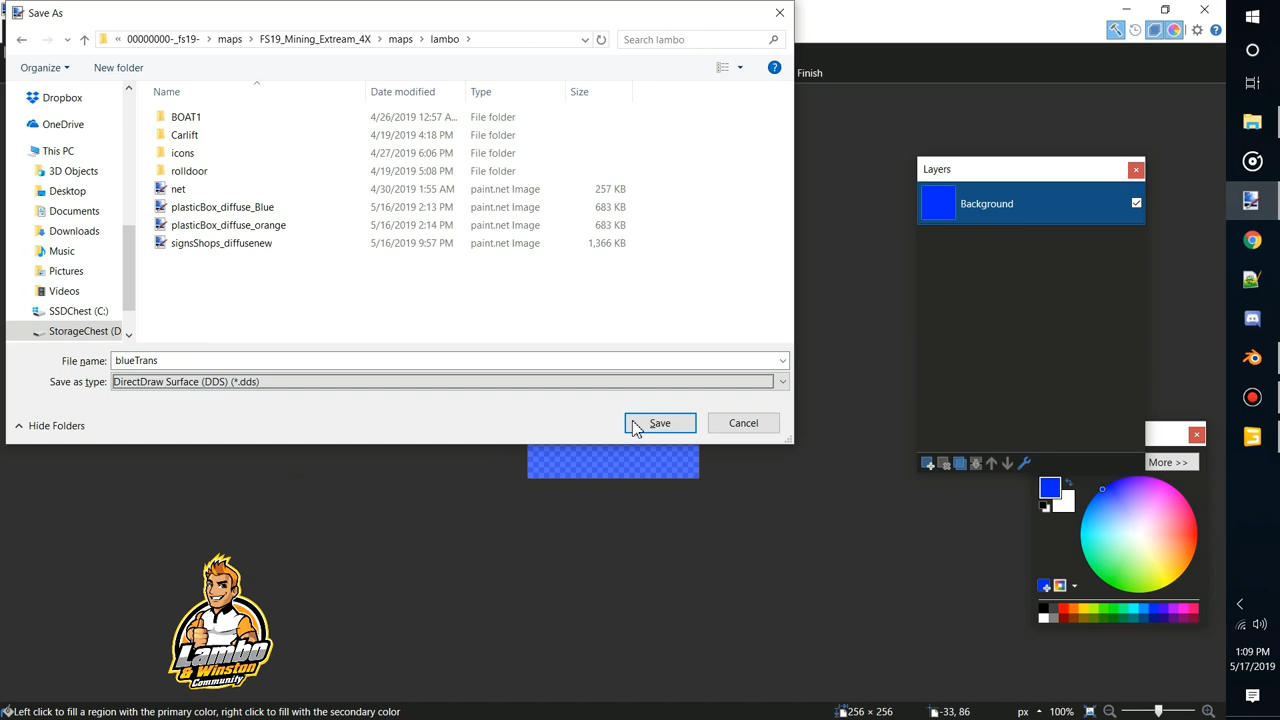 Save As
« 00000000-_fs19- > maps > FS19_Mining_Extream_4X > maps > lambo >
Search lambo
Organize
New folder
Finish
Name
Date modified
Type
Size
Dropbox
OneDrive
This PC
3D Objects
Desktop
Documents
Downloads
Music
Pictures
Videos
SSDChest (C:)
StorageChest (D
BOAT1 4/26/2019 12:57 A... File folder
Carlift 4/19/2019 4:18 PM File folder
icons 4/27/2019 6:06 PM File folder
rolldoor 4/19/2019 5:08 PM File folder
net 4/30/2019 1:55 AM paint.net Image 257 KB
plasticBox_diffuse_Blue 5/16/2019 2:13 PM paint.net Image 683 KB
plasticBox_diffuse_orange 5/16/2019 2:14 PM paint.net Image 683 KB
signsShops_diffusenew 5/16/2019 9:57 PM paint.net Image 1,366 KB
File name: blueTrans
Save as type: DirectDraw Surface (DDS) (*.dds)
Hide Folders
Save
Cancel
Layers
Background
More >>
Lambo
& Winston
Community
Left click to fill a region with the primary color, right click to fill with the secondary color
256 × 256
-33, 86
px
100%
1:09 PM
5/17/2019